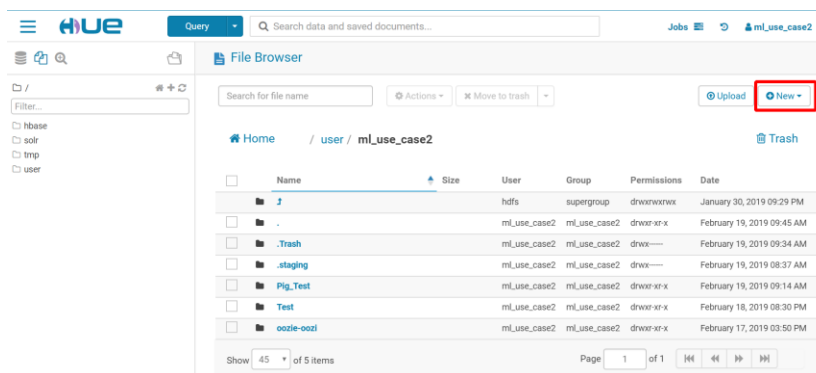 HUE Query Search data and saved documents... Jobs ml_use_case2
File Browser
/
Filter...
hbase
solr
tmp
user
Search for file name Actions Move to trash Upload New
Home / user / ml_use_case2 Trash
Name Size User Group Permissions Date
hdfs supergroup drwxrwxrwx January 30, 2019 09:29 PM
. ml_use_case2 ml_use_case2 drwxr-xr-x February 19, 2019 09:45 AM
.Trash ml_use_case2 ml_use_case2 drwx----- February 19, 2019 09:34 AM
.staging ml_use_case2 ml_use_case2 drwx----- February 19, 2019 08:37 AM
Pig_Test ml_use_case2 ml_use_case2 drwxr-xr-x February 19, 2019 09:14 AM
Test ml_use_case2 ml_use_case2 drwxr-xr-x February 18, 2019 08:30 PM
oozie-oozi ml_use_case2 ml_use_case2 drwxr-xr-x February 17, 2019 03:50 PM
Show 45 of 5 items Page 1 of 1